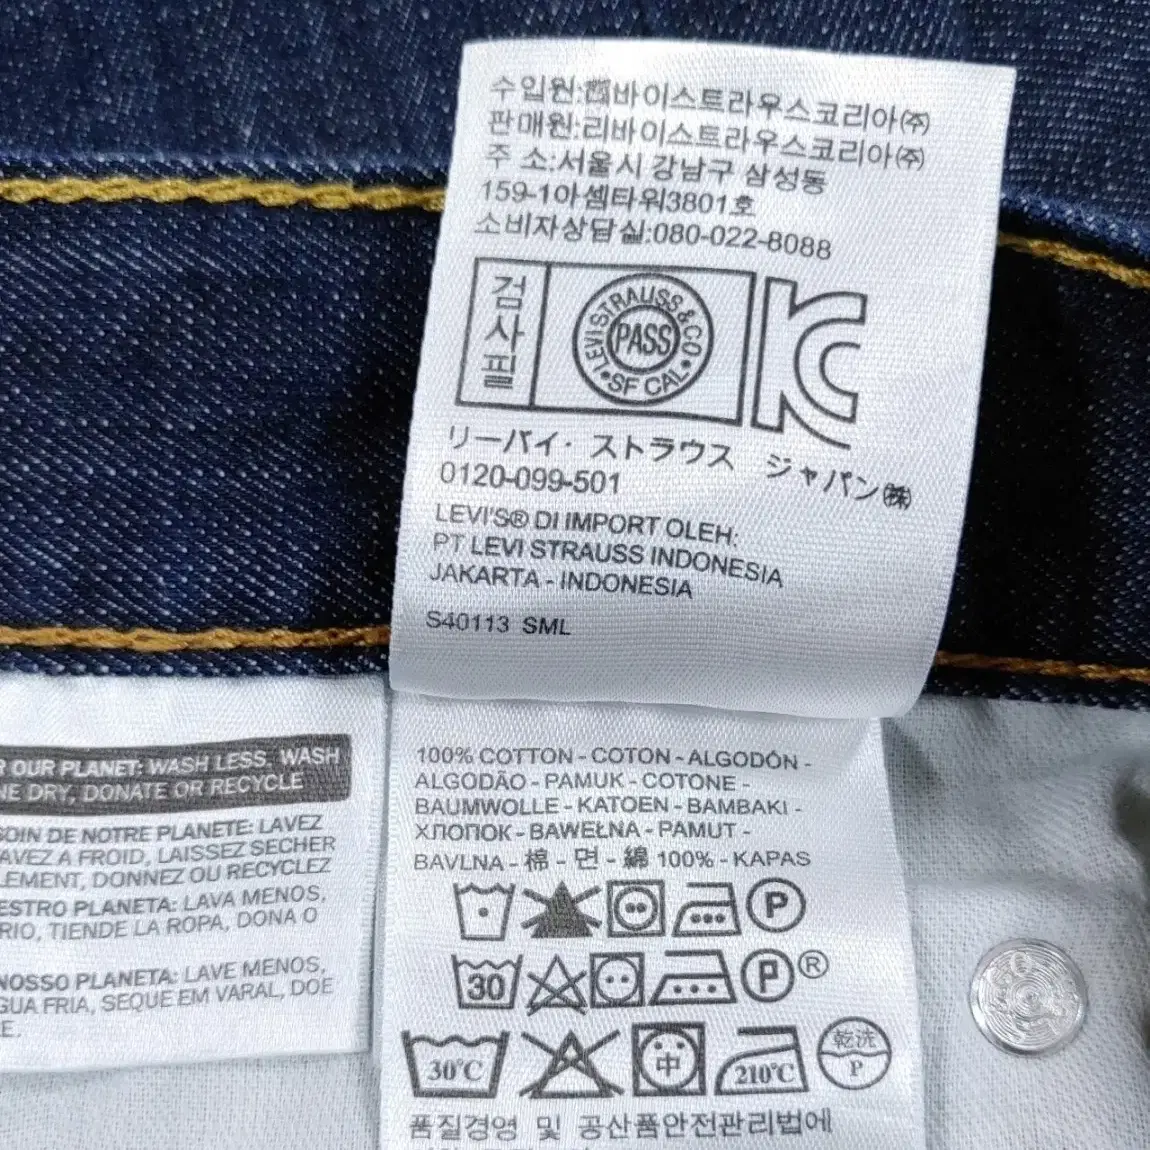 수입원:리바이스트라우스코리아(주)
판매원:리바이스트라우스코리아(주)
주 소:서울시 강남구 삼성동
159-1아셈타워3801호
소비자상담실:080-022-8088
검사필
LEVI STRAUSS & CO
PASS
SF CAL
リーバイ・ストラウス ジャパン㈱
0120-099-501
LEVI'S® DI IMPORT OLEH:
PT LEVI STRAUSS INDONESIA
JAKARTA - INDONESIA
S40113 SML
R OUR PLANET: WASH LESS, WASH
NE DRY, DONATE OR RECYCLE
SOIN DE NOTRE PLANETE: LAVEZ
AVEZ A FROID, LAISSEZ SECHER
LEMENT, DONNEZ OU RECYCLEZ
ESTRO PLANETA: LAVA MENOS,
RIO, TIENDE LA ROPA, DONA O
NOSSO PLANETA: LAVE MENOS,
GUA FRIA, SEQUE EM VARAL, DOE
E.
100% COTTON - COTON - ALGODÓN -
ALGODÃO - PAMUK - COTONE -
BAUMWOLLE - KATOEN - BAMBAKI -
ХЛОПОК - BAWEŁNA - PAMUT -
BAVLNA - 棉 - 면 - 綿 100% - KAPAS
P
30 P ®
30°C 中 210°C 乾洗 P
품질경영 및 공산품안전관리법에